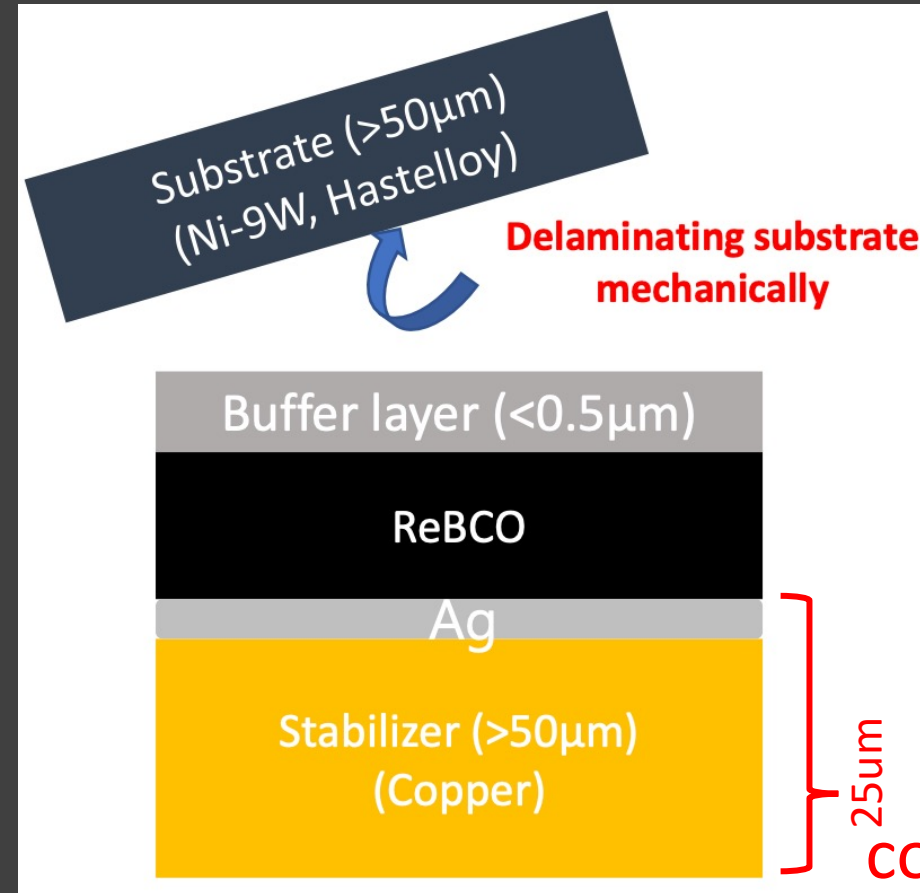 Substrate (>50μm)
(Ni-9W, Hastelloy)
Delaminating substrate
mechanically
Buffer layer (<0.5μm)
ReBCO
Ag
Stabilizer (>50μm)
(Copper)
25um